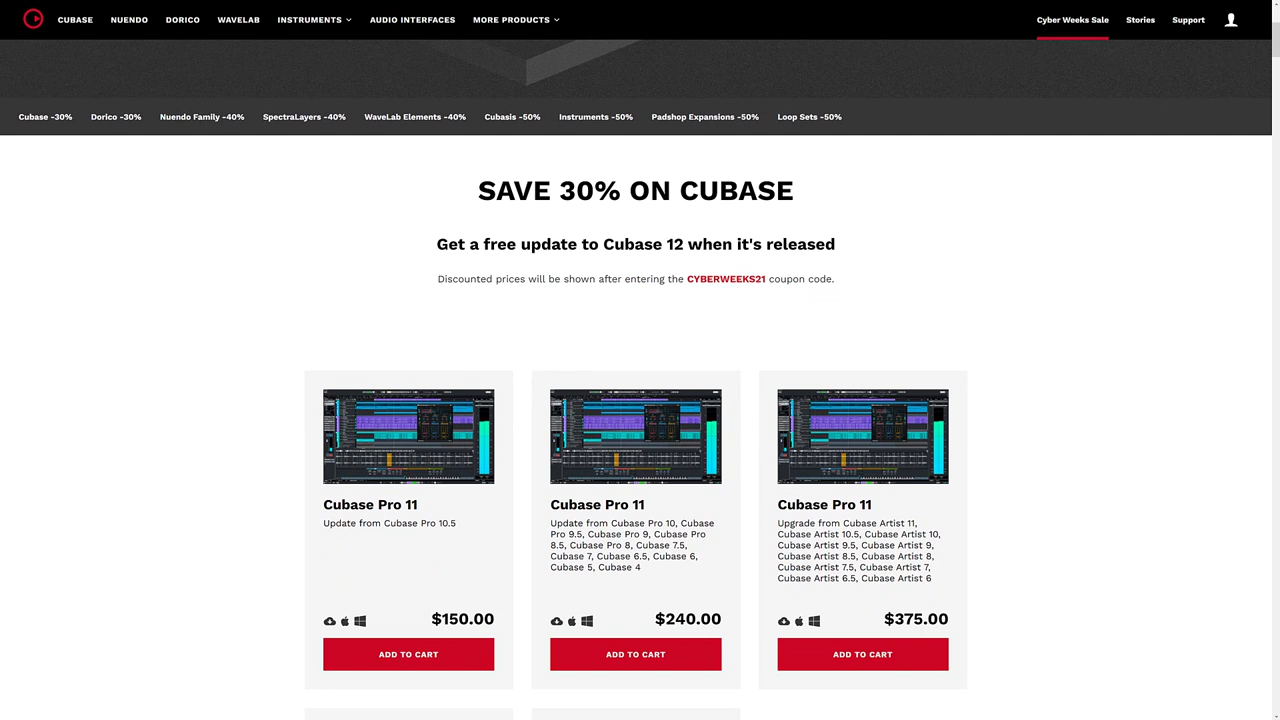 CUBASE NUENDO DORICO WAVELAB INSTRUMENTS AUDIO INTERFACES MORE PRODUCTS Cyber Weeks Sale Stories Support
Cubase -30% Dorico -30% Nuendo Family -40% SpectraLayers -40% WaveLab Elements -40% Cubasis -50% Instruments -50% Padshop Expansions -50% Loop Sets -50%
SAVE 30% ON CUBASE
Get a free update to Cubase 12 when it's released
Discounted prices will be shown after entering the CYBERWEEKS21 coupon code.
Cubase Pro 11
Update from Cubase Pro 10.5
$150.00
ADD TO CART
Cubase Pro 11
Update from Cubase Pro 10, Cubase
Pro 9.5, Cubase Pro 9, Cubase Pro
8.5, Cubase Pro 8, Cubase 7.5,
Cubase 7, Cubase 6.5, Cubase 6,
Cubase 5, Cubase 4
$240.00
ADD TO CART
Cubase Pro 11
Upgrade from Cubase Artist 11,
Cubase Artist 10.5, Cubase Artist 10,
Cubase Artist 9.5, Cubase Artist 9,
Cubase Artist 8.5, Cubase Artist 8,
Cubase Artist 7.5, Cubase Artist 7,
Cubase Artist 6.5, Cubase Artist 6
$375.00
ADD TO CART